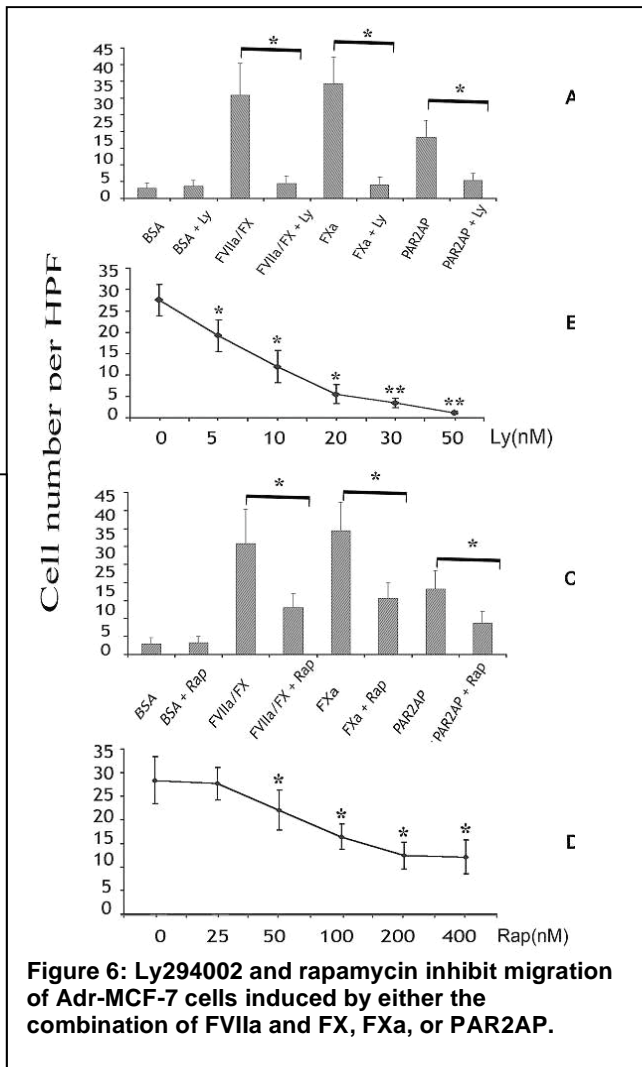 Cell number per HPF
45
35
30
25
20
15
10
5
0
* * *
A
BSA
BSA + Ly
FVIIa/FX
FVIIa/FX + Ly
FXa
FXa + Ly
PAR2AP
PAR2AP + Ly
35
30
25
20
15
10
5
0
* * * ** **
0 5 10 20 30 50 Ly(nM)
45
35
30
25
20
15
10
5
0
* * *
BSA
BSA + Rap
FVIIa/FX
FVIIa/FX + Rap
FXa
FXa + Rap
PAR2AP
PAR2AP + Rap
35
30
25
20
15
10
5
0
* * * *
0 25 50 100 200 400 Rap(nM)
Figure 6: Ly294002 and rapamycin inhibit migration
of Adr-MCF-7 cells induced by either the
combination of FVIIa and FX, FXa, or PAR2AP.